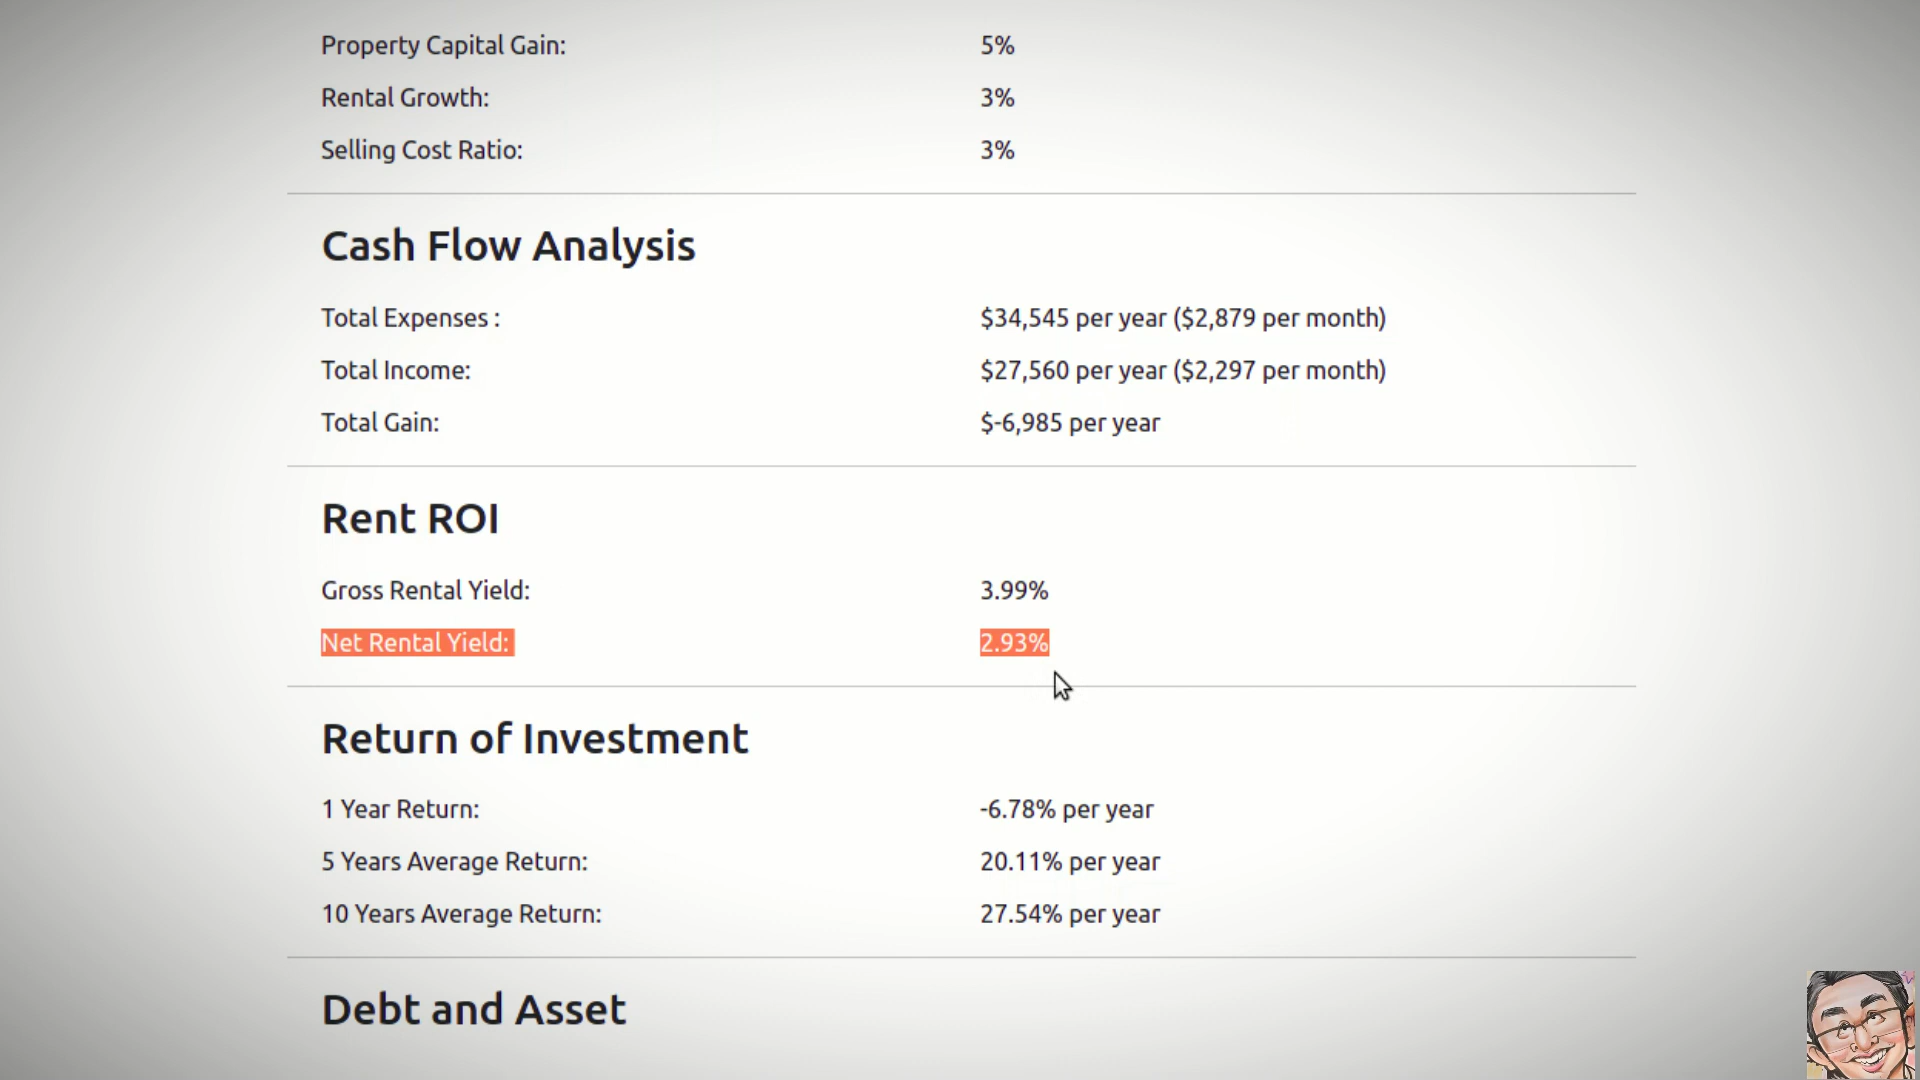 Property Capital Gain: 5%
Rental Growth: 3%
Selling Cost Ratio: 3%
Cash Flow Analysis
Total Expenses : $34,545 per year ($2,879 per month)
Total Income: $27,560 per year ($2,297 per month)
Total Gain: $-6,985 per year
Rent ROI
Gross Rental Yield: 3.99%
Net Rental Yield: 2.93%
Return of Investment
1 Year Return: -6.78% per year
5 Years Average Return: 20.11% per year
10 Years Average Return: 27.54% per year
Debt and Asset